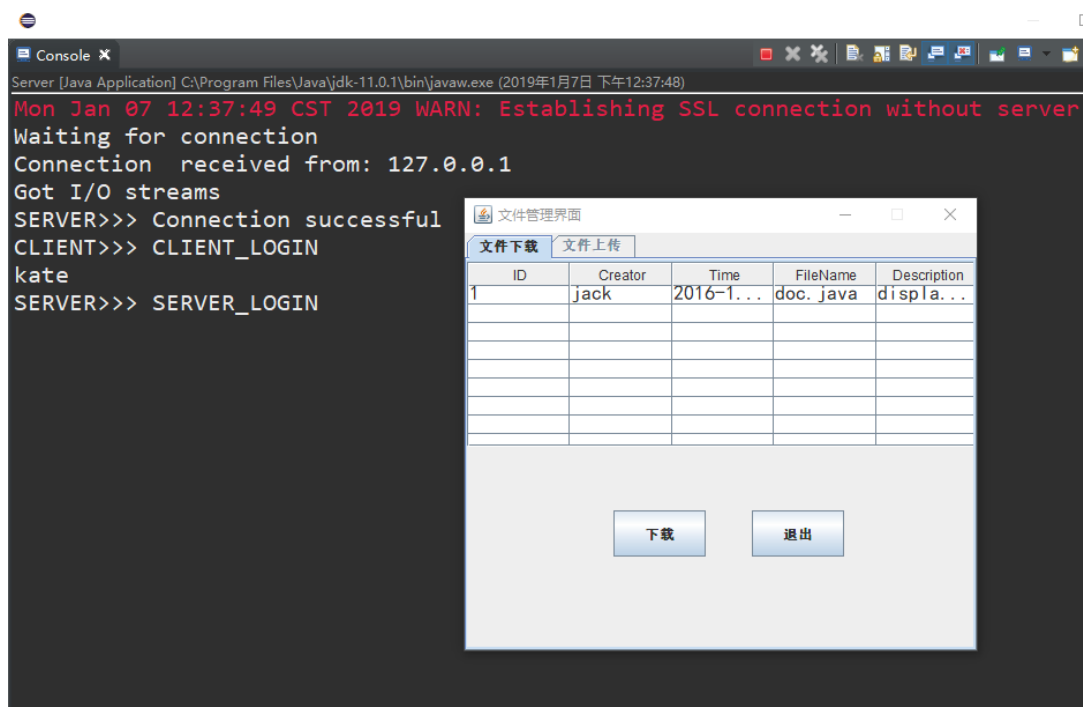 Console
Server [Java Application] C:\Program Files\Java\jdk-11.0.1\bin\javaw.exe (2019年1月7日 下午12:37:48)
Mon Jan 07 12:37:49 CST 2019 WARN: Establishing SSL connection without server
Waiting for connection
Connection  received from: 127.0.0.1
Got I/O streams
SERVER>>> Connection successful
CLIENT>>> CLIENT_LOGIN
kate
SERVER>>> SERVER_LOGIN
文件管理界面
文件下载 文件上传
ID Creator Time FileName Description
1 jack 2016-1... doc. java displa...
下载 退出